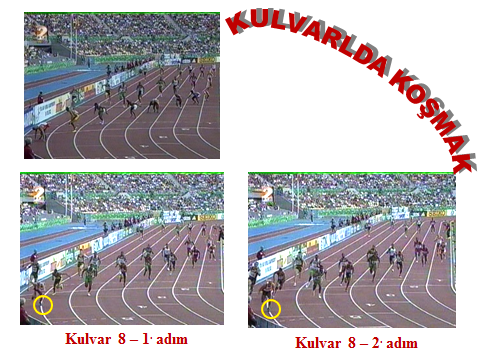 KULVARLDA KOŞMAK
Kulvar 8 – 1. adım
Kulvar 8 – 2. adım